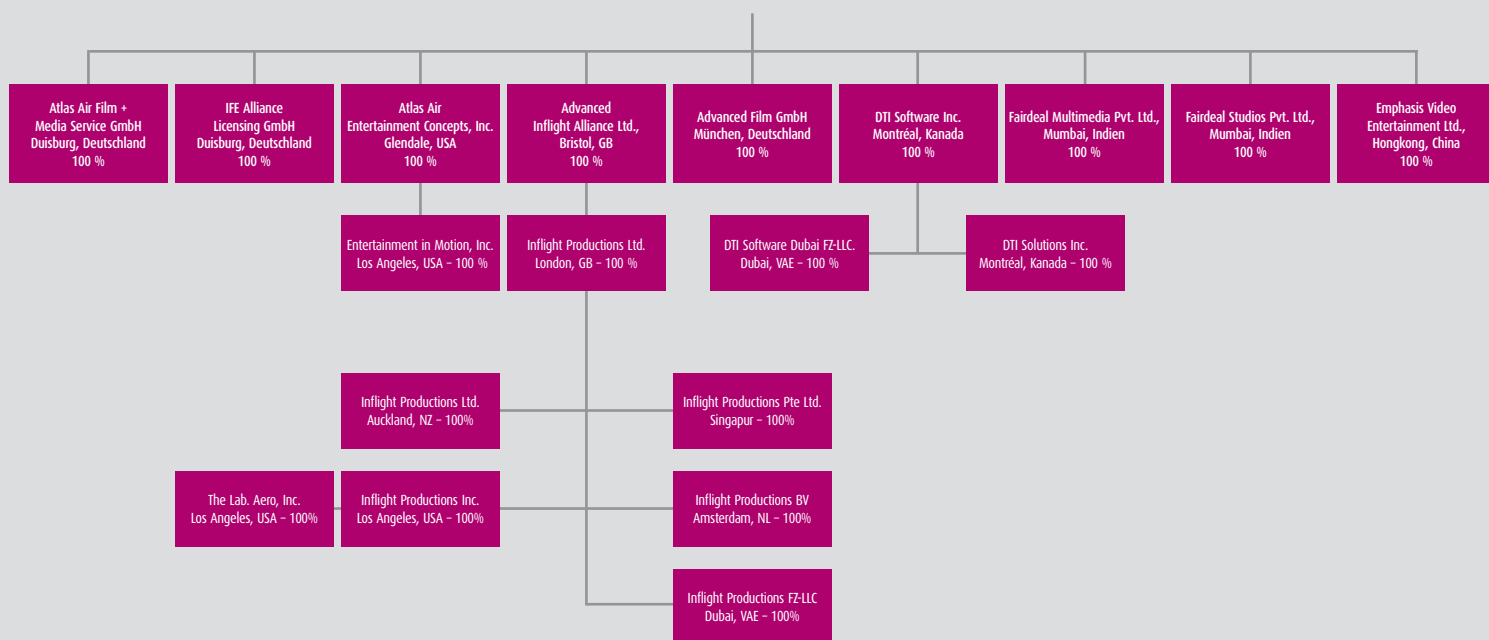 Atlas Air Film +
Media Service GmbH
Duisburg, Deutschland
100 %
IFE Alliance
Licensing GmbH
Duisburg, Deutschland
100 %
Atlas Air
Entertainment Concepts, Inc.
Glendale, USA
100 %
Advanced
Inflight Alliance Ltd.,
Bristol, GB
100 %
Advanced Film GmbH
München, Deutschland
100 %
DTI Software Inc.
Montréal, Kanada
100 %
Fairdeal Multimedia Pvt. Ltd.,
Mumbai, Indien
100 %
Fairdeal Studios Pvt. Ltd.,
Mumbai, Indien
100 %
Emphasis Video
Entertainment Ltd.,
Hongkong, China
100 %
Entertainment in Motion, Inc.
Los Angeles, USA – 100 %
Inflight Productions Ltd.
London, GB – 100 %
DTI Software Dubai FZ-LLC.
Dubai, VAE – 100 %
DTI Solutions Inc.
Montréal, Kanada – 100 %
Inflight Productions Ltd.
Auckland, NZ – 100%
Inflight Productions Pte Ltd.
Singapur – 100%
The Lab. Aero, Inc.
Los Angeles, USA – 100%
Inflight Productions Inc.
Los Angeles, USA – 100%
Inflight Productions BV
Amsterdam, NL – 100%
Inflight Productions FZ-LLC
Dubai, VAE – 100%